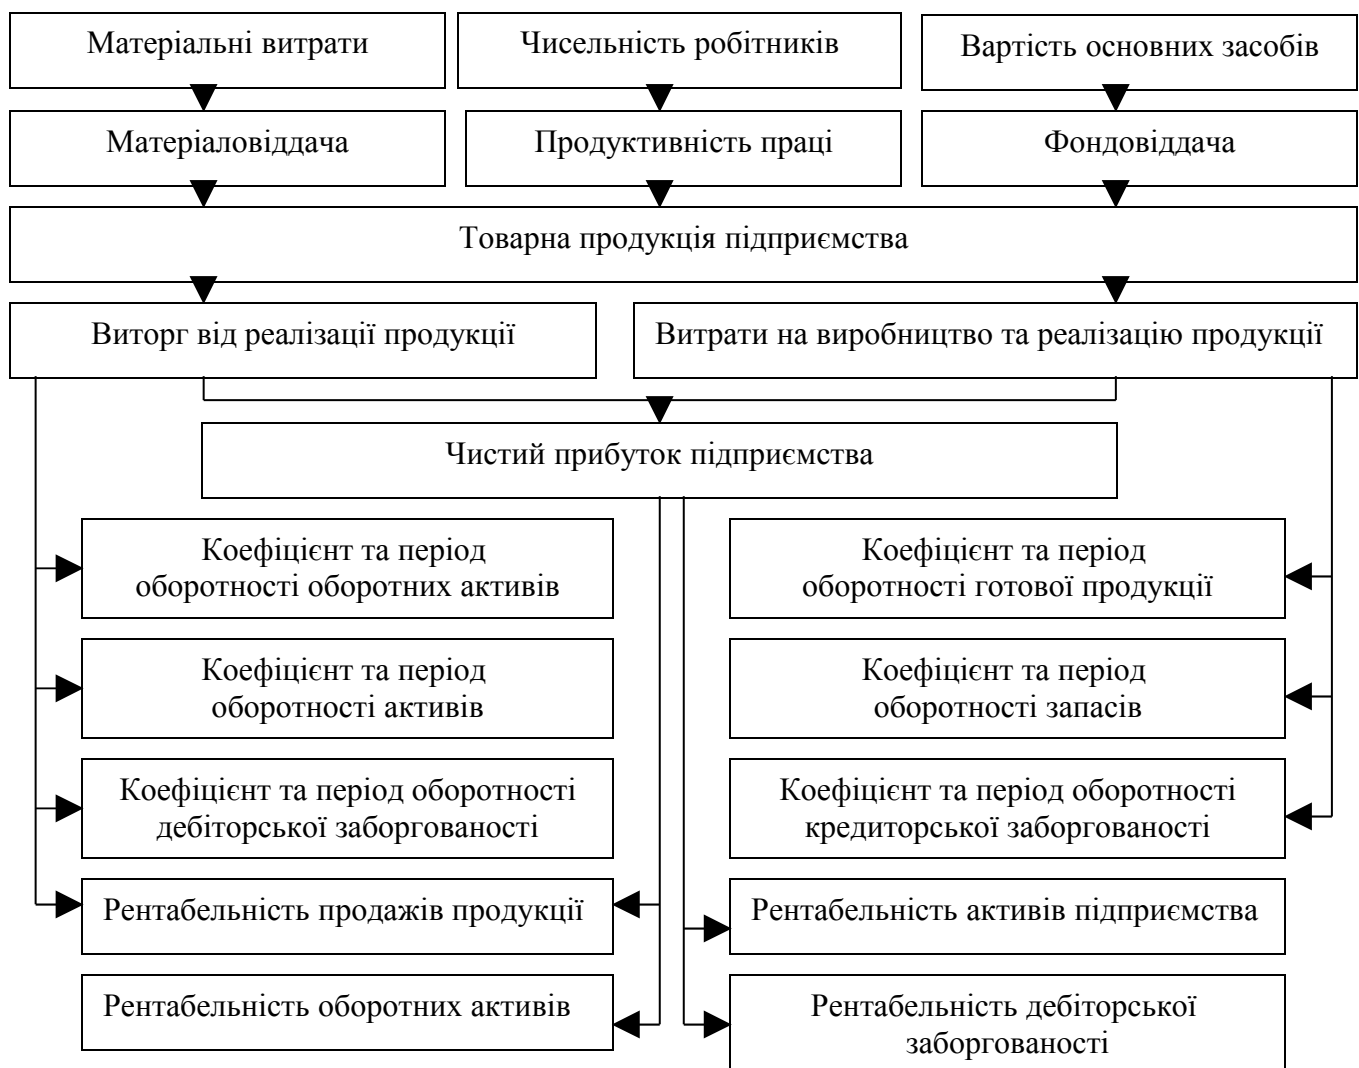 Матеріальні витрати
Чисельність робітників
Вартість основних засобів
Матеріаловіддача
Продуктивність праці
Фондовіддача
Товарна продукція підприємства
Виторг від реалізації продукції
Витрати на виробництво та реалізацію продукції
Чистий прибуток підприємства
Коефіцієнт та період
оборотності оборотних активів
Коефіцієнт та період
оборотності готової продукції
Коефіцієнт та період
оборотності активів
Коефіцієнт та період
оборотності запасів
Коефіцієнт та період оборотності
дебіторської заборгованості
Коефіцієнт та період оборотності
кредиторської заборгованості
Рентабельність продажів продукції
Рентабельність активів підприємства
Рентабельність оборотних активів
Рентабельність дебіторської
заборгованості